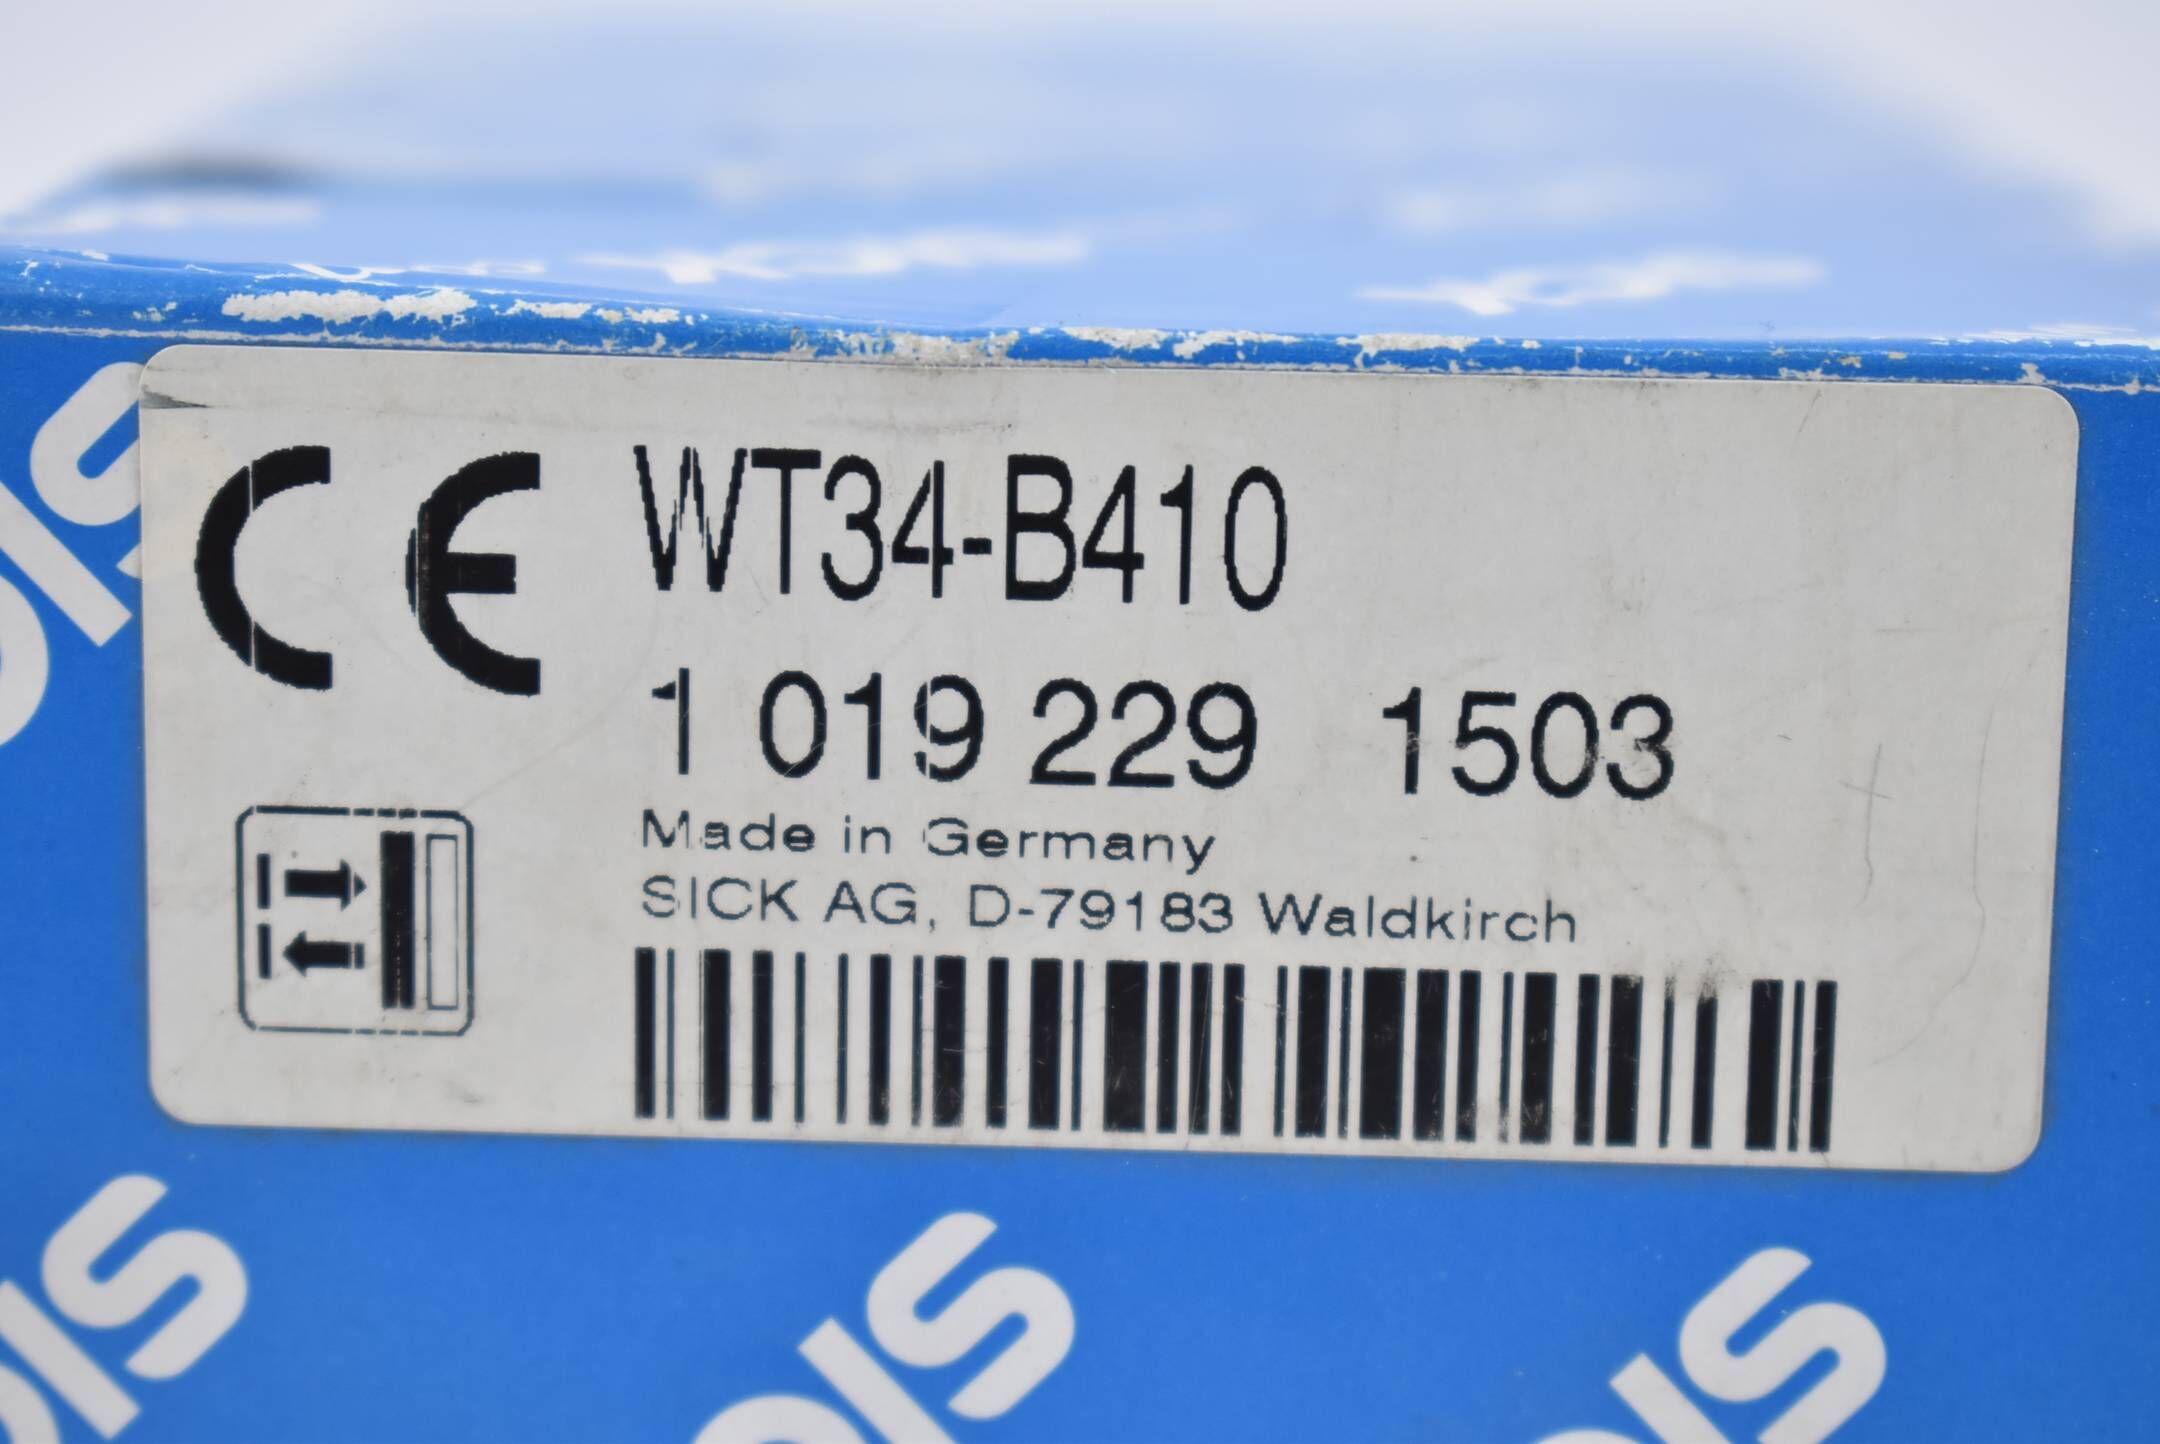 CE
WT34-B410
1 019 229 1503
Made in Germany
SICK AG, D-79183 Waldkirch